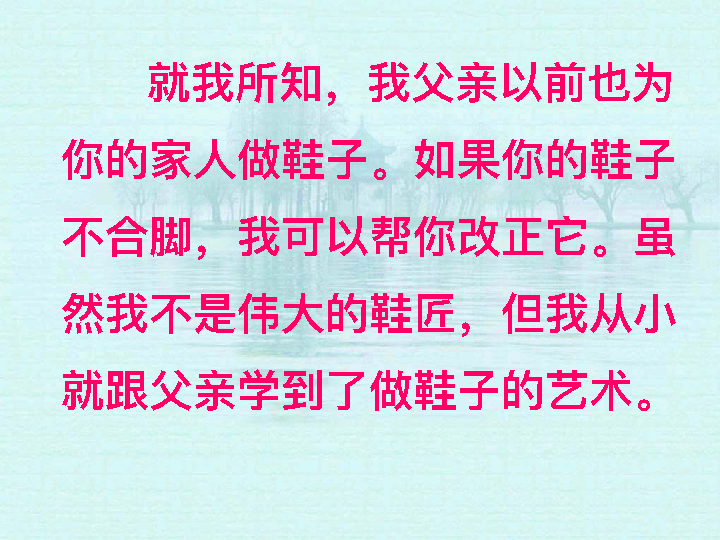 就我所知，我父亲以前也为
你的家人做鞋子。如果你的鞋子
不合脚，我可以帮你改正它。虽
然我不是伟大的鞋匠，但我从小
就跟父亲学到了做鞋子的艺术。